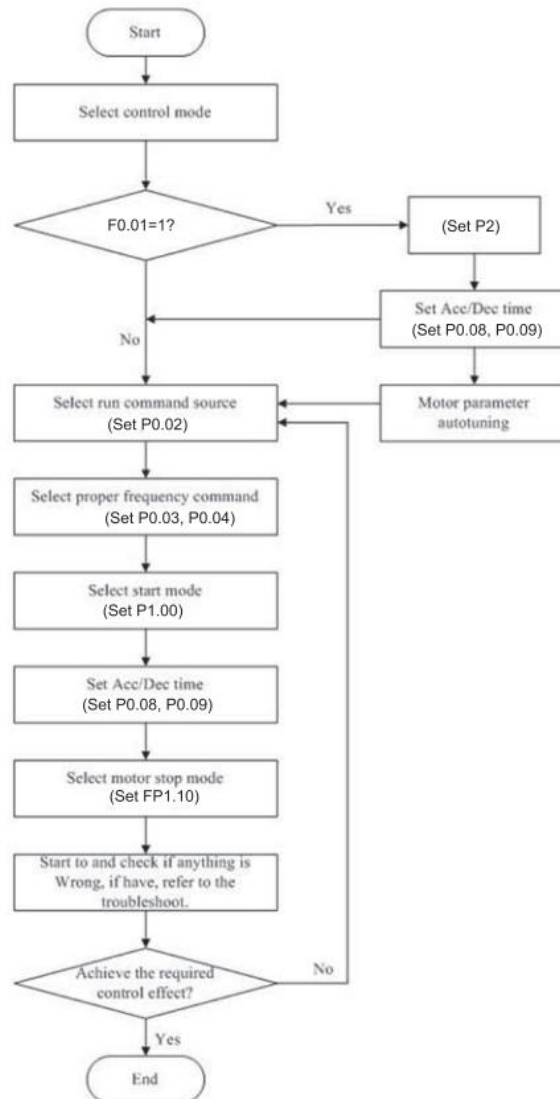 Start
Select control mode
F0.01=1?
Yes
(Set P2)
Set Acc/Dec time
(Set P0.08, P0.09)
No
Motor parameter
autotuning
Select run command source
(Set P0.02)
Select proper frequency command
(Set P0.03, P0.04)
Select start mode
(Set P1.00)
Set Acc/Dec time
(Set P0.08, P0.09)
Select motor stop mode
(Set FP1.10)
Start to and check if anything is
Wrong, if have, refer to the
troubleshoot.
Achieve the required
control effect?
No
Yes
End